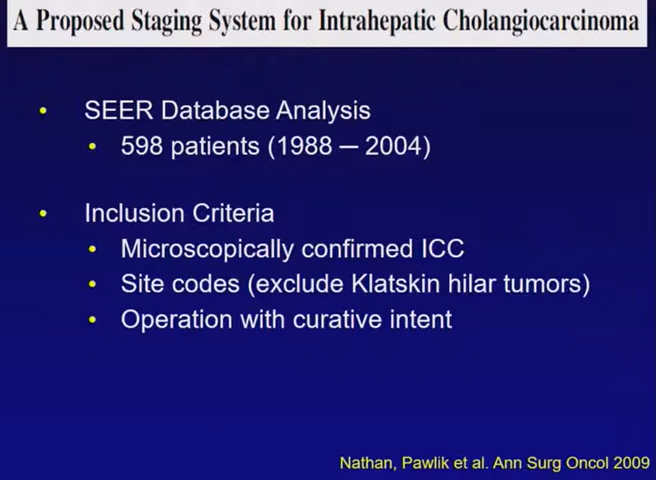 A Proposed Staging System for Intrahepatic Cholangiocarcinoma
• SEER Database Analysis
• 598 patients (1988 – 2004)
• Inclusion Criteria
• Microscopically confirmed ICC
• Site codes (exclude Klatskin hilar tumors)
• Operation with curative intent
Nathan, Pawlik et al. Ann Surg Oncol 2009